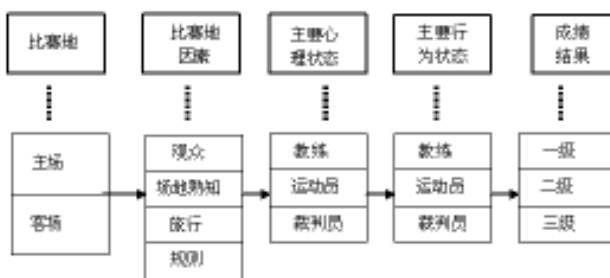 比赛地
比赛地
因素
主要心
理状态
主要行
为状态
成绩
结果
主场
客场
观众
场地熟知
旅行
规则
教练
运动员
裁判员
教练
运动员
裁判员
一级
二级
三级